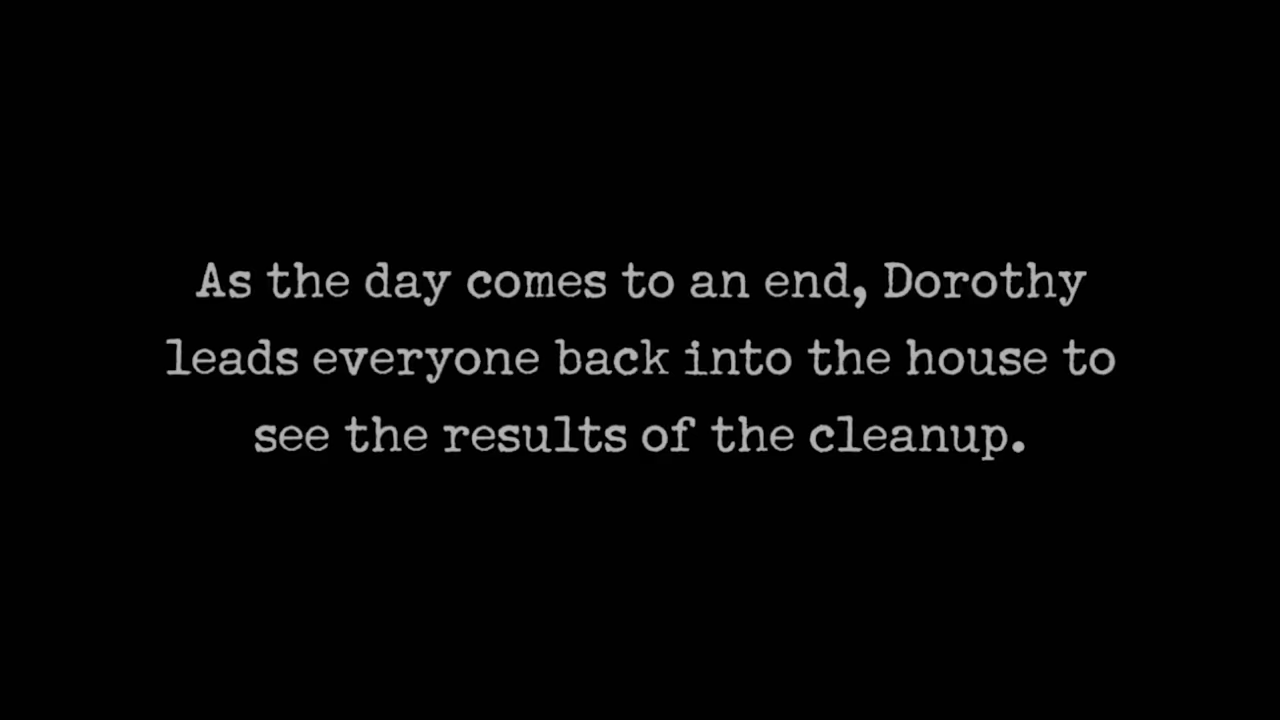 As the day comes to an end, Dorothy
leads everyone back into the house to
see the results of the cleanup.